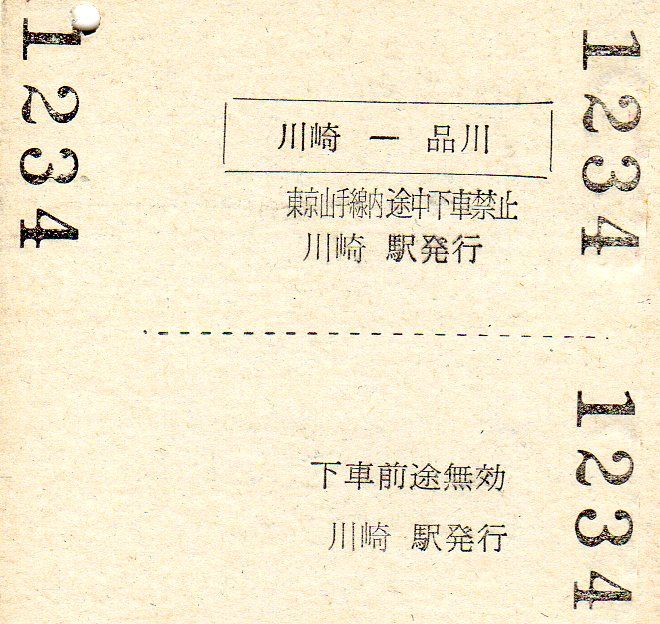 1234
1234
川崎 ー 品川
東京山手線内途中下車禁止
川崎 駅発行
1234
下車前途無効
川崎 駅発行